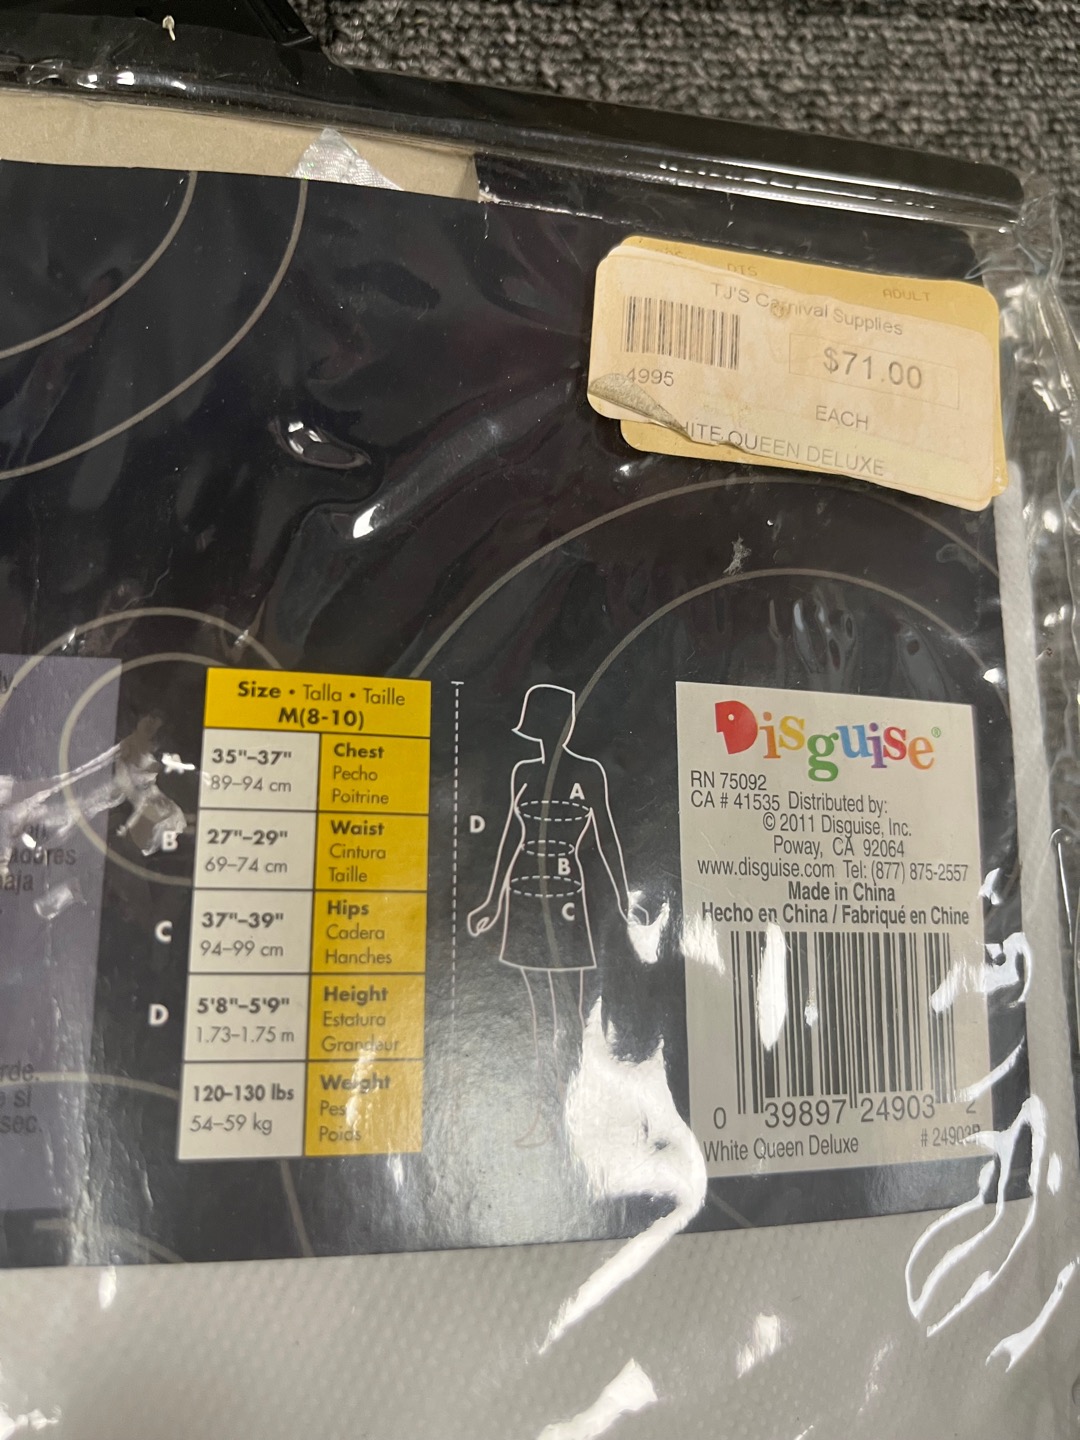 DIS
ADULT
TJ'S Carnival Supplies
4995
$71.00
EACH
QUEEN DELUXE
Size • Talla • Taille
M(8-10)
35"–37"
89–94 cm
Chest
Pecho
Poitrine
B
27"–29"
69–74 cm
Waist
Cintura
Taille
C
37"–39"
94–99 cm
Hips
Cadera
Hanches
D
5'8"–5'9"
1.73–1.75 m
Height
Estatura
Grandeur
120–130 lbs
54–59 kg
Weight
Poids
D
A
B
C
Disguise®
RN 75092
CA # 41535 Distributed by:
© 2011 Disguise, Inc.
Poway, CA 92064
www.disguise.com Tel: (877) 875-2557
Made in China
Hecho en China / Fabriqué en Chine
0 39897 24903 2
White Queen Deluxe